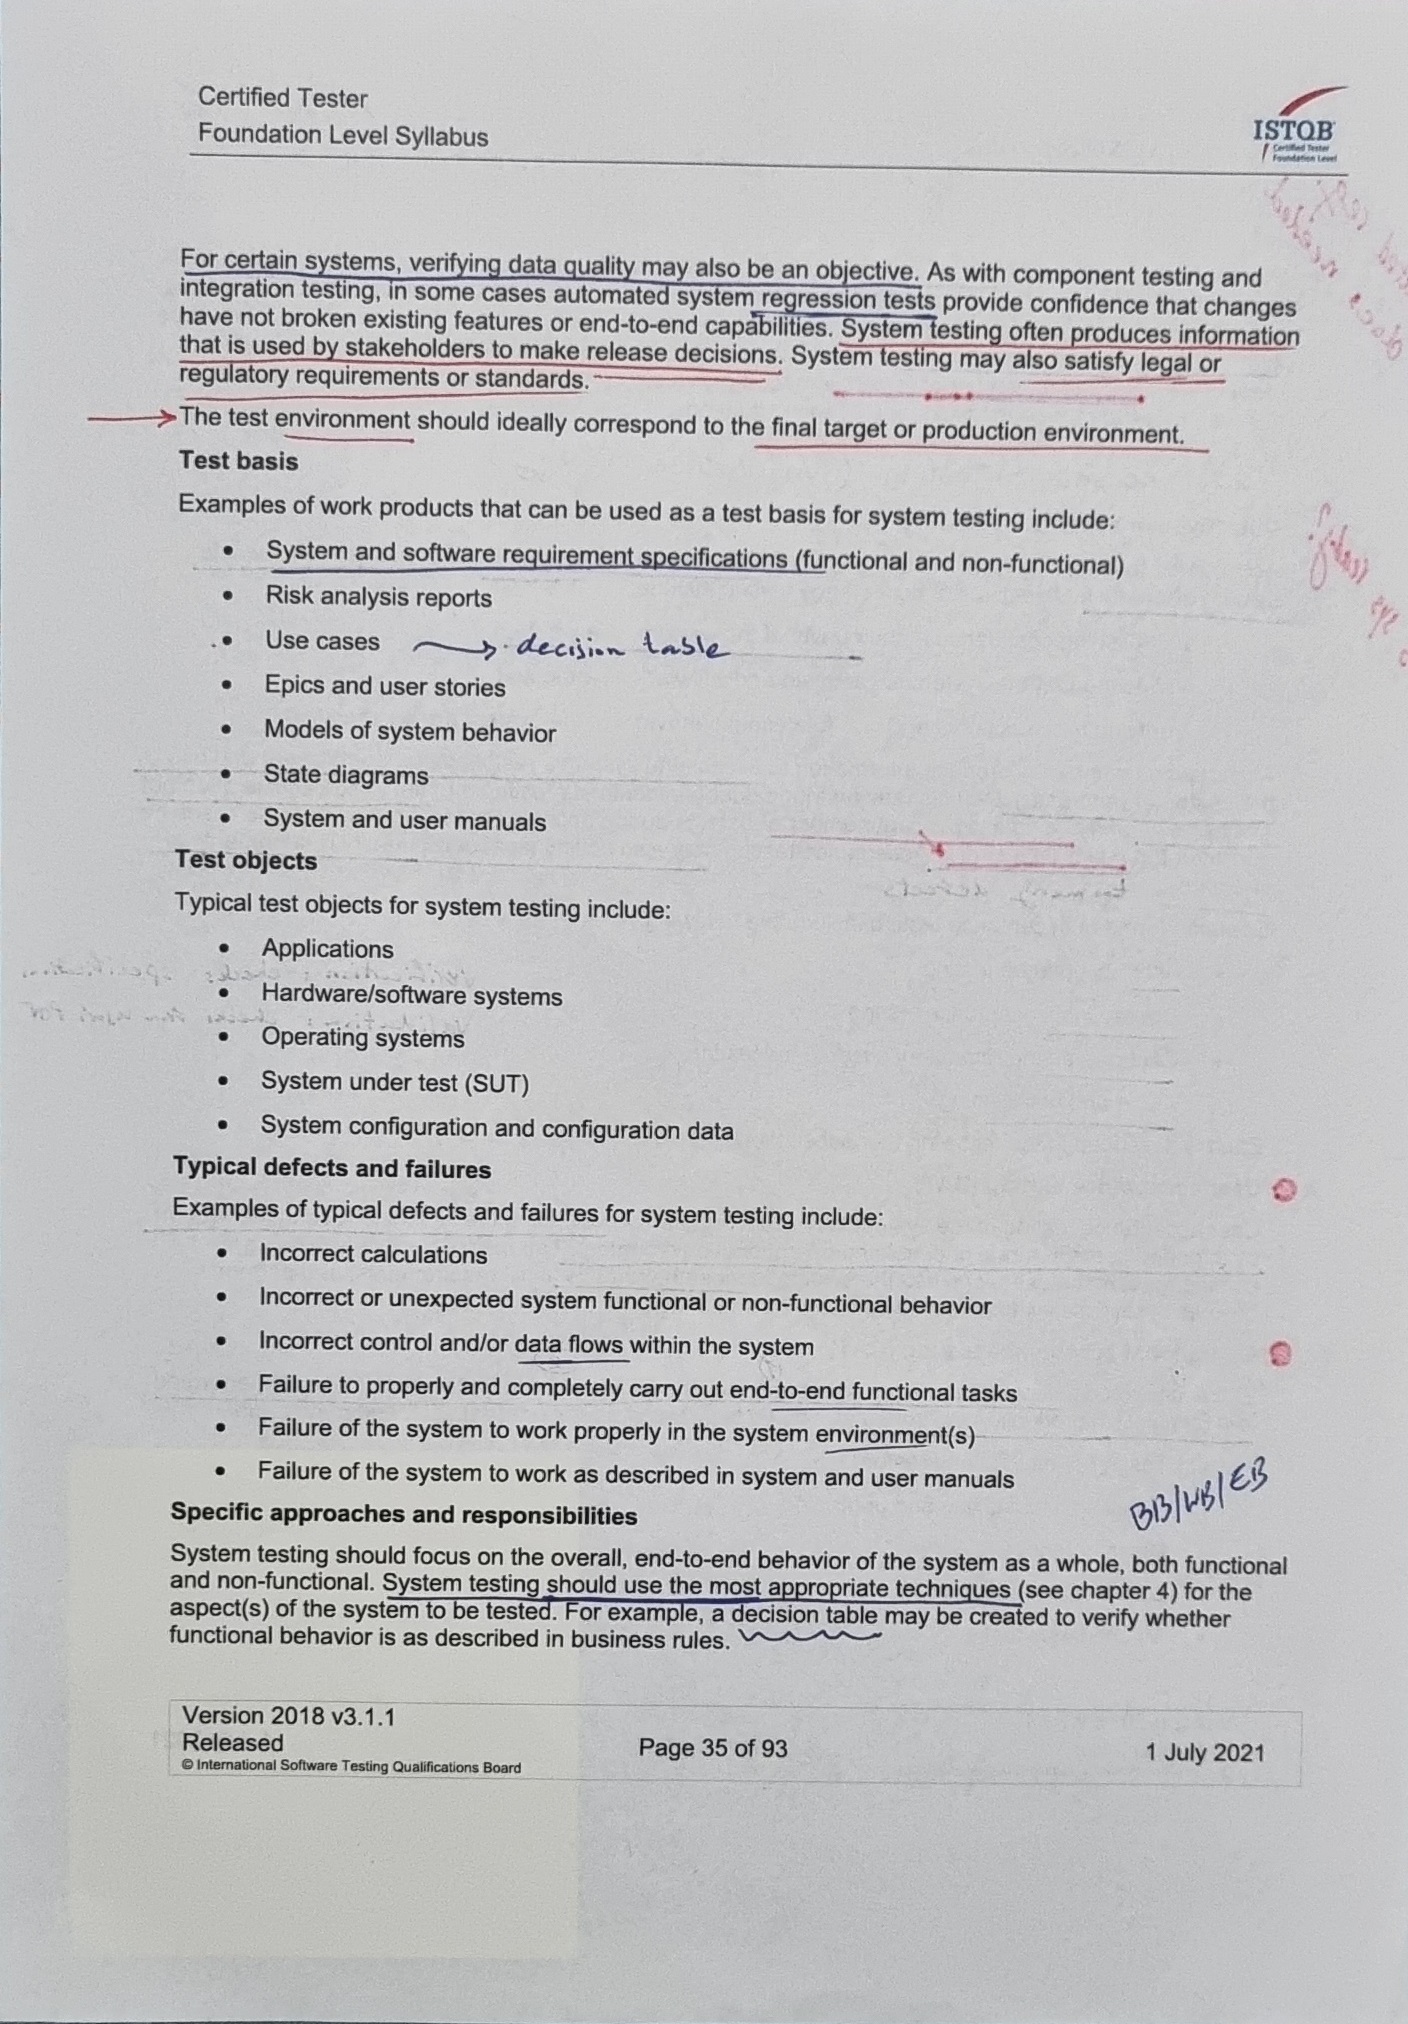 Certified Tester
Foundation Level Syllabus
ISTQB
Certified Tester
Foundation Level
For certain systems, verifying data quality may also be an objective. As with component testing and
integration testing, in some cases automated system regression tests provide confidence that changes
have not broken existing features or end-to-end capabilities. System testing often produces information
that is used by stakeholders to make release decisions. System testing may also satisfy legal or
regulatory requirements or standards.
The test environment should ideally correspond to the final target or production environment.
Test basis
Examples of work products that can be used as a test basis for system testing include:
• System and software requirement specifications (functional and non-functional)
• Risk analysis reports
• Use cases decision table
• Epics and user stories
• Models of system behavior
• State diagrams
• System and user manuals
Test objects
Typical test objects for system testing include:
• Applications
• Hardware/software systems
• Operating systems
• System under test (SUT)
• System configuration and configuration data
Typical defects and failures
Examples of typical defects and failures for system testing include:
• Incorrect calculations
• Incorrect or unexpected system functional or non-functional behavior
• Incorrect control and/or data flows within the system
• Failure to properly and completely carry out end-to-end functional tasks
• Failure of the system to work properly in the system environment(s)
• Failure of the system to work as described in system and user manuals
BB/WB/EB
Specific approaches and responsibilities
System testing should focus on the overall, end-to-end behavior of the system as a whole, both functional
and non-functional. System testing should use the most appropriate techniques (see chapter 4) for the
aspect(s) of the system to be tested. For example, a decision table may be created to verify whether
functional behavior is as described in business rules.
Version 2018 v3.1.1
Released
© International Software Testing Qualifications Board
Page 35 of 93
1 July 2021